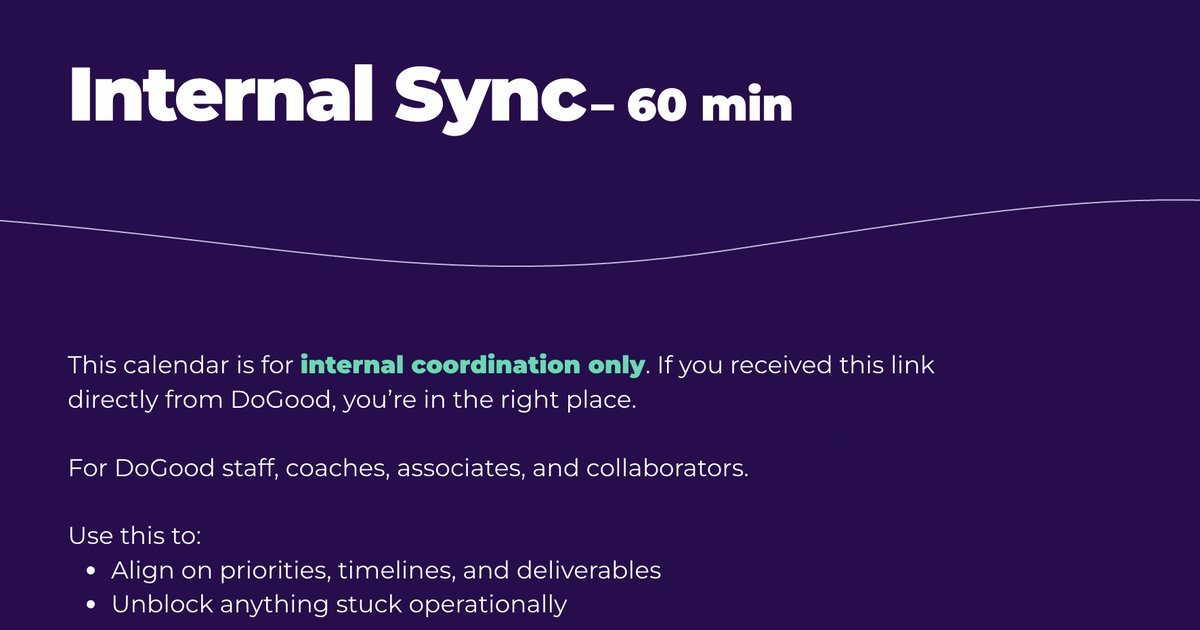 Internal Sync – 60 min
This calendar is for internal coordination only. If you received this link
directly from DoGood, you’re in the right place.
For DoGood staff, coaches, associates, and collaborators.
Use this to:
• Align on priorities, timelines, and deliverables
• Unblock anything stuck operationally